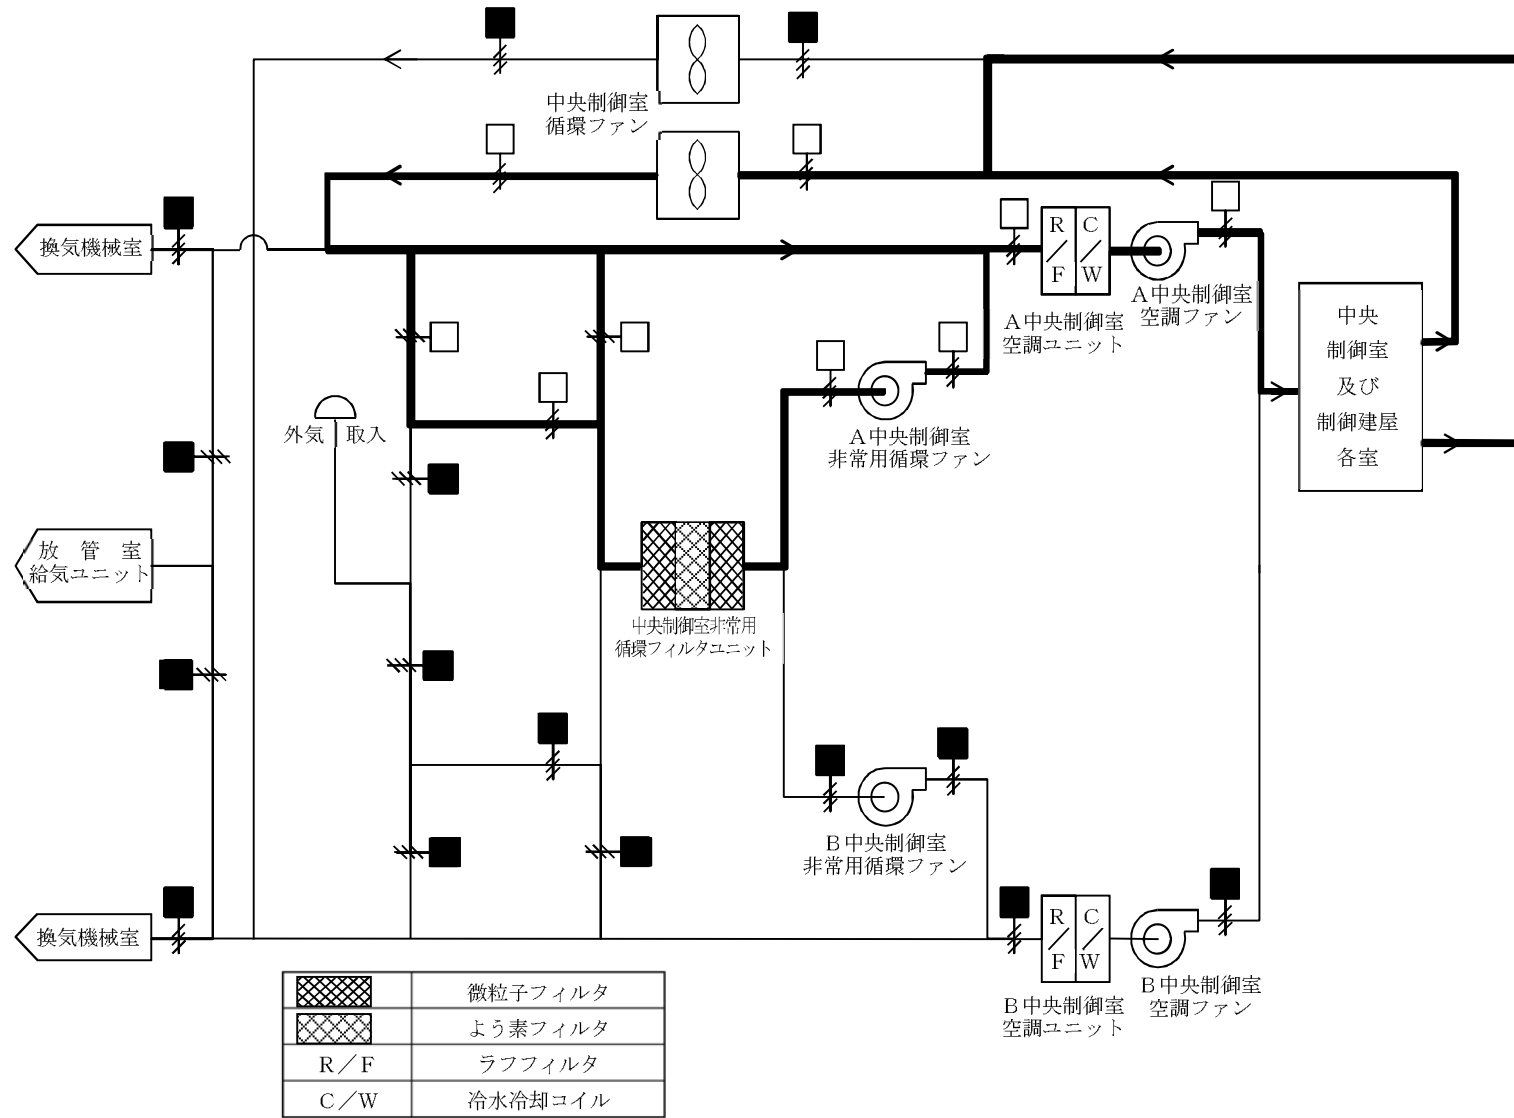 中央制御室
循環ファン
換気機械室
R
/
F
C
/
W
A中央制御室
空調ファン
A中央制御室
空調ユニット
中央
制御室
及び
制御建屋
各室
外気 取入
A中央制御室
非常用循環ファン
放 管 室
給気ユニット
中央制御室非常用
循環フィルタユニット
B中央制御室
非常用循環ファン
換気機械室
R
/
F
C
/
W
B中央制御室
空調ファン
B中央制御室
空調ユニット
微粒子フィルタ
よう素フィルタ
R/F ラフフィルタ
C/W 冷水冷却コイル